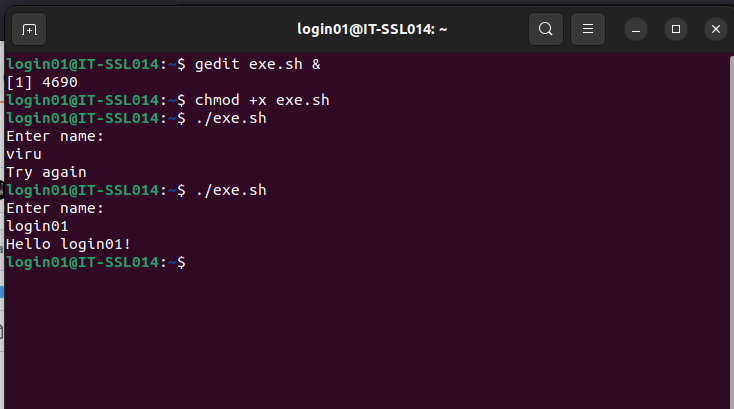 login01@IT-SSL014: ~
login01@IT-SSL014:~$ gedit exe.sh &
[1] 4690
login01@IT-SSL014:~$ chmod +x exe.sh
login01@IT-SSL014:~$ ./exe.sh
Enter name:
viru
Try again
login01@IT-SSL014:~$ ./exe.sh
Enter name:
login01
Hello login01!
login01@IT-SSL014:~$